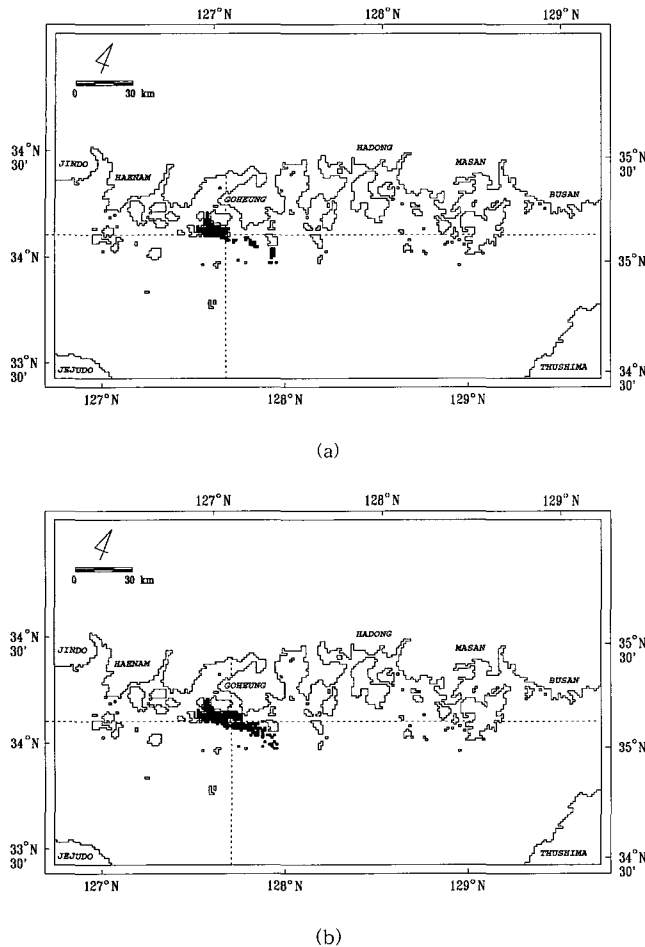 127°N 128°N 129°N
0 30 km
34°N
30'
35°N
30'
JINDO
HAENAM
GOHEUNG
HADONG
MASAN
BUSAN
34°N
35°N
33°N
30'
34°N
30'
JEJUDO
THUSHIMA
127°N 128°N 129°N
(a)
127°N 128°N 129°N
0 30 km
34°N
30'
35°N
30'
JINDO
HAENAM
GOHEUNG
HADONG
MASAN
BUSAN
34°N
35°N
33°N
30'
34°N
30'
JEJUDO
THUSHIMA
127°N 128°N 129°N
(b)